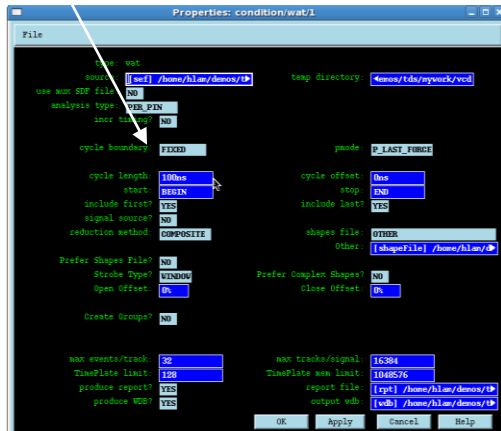 Properties: condition/wat/1
File
type: wat
source: [sef] /home/hlam/demos/t
temp directory: emos/tds/mywork/vcd
use mux SDF file NO
analysis type: PER_PIN
incr timing? NO
cycle boundary: FIXED
pmode: P_LAST_FORCE
cycle length: 100ns
cycle offset: 0ns
start: BEGIN
stop: END
include first? YES
include last? YES
signal source? NO
reduction method: COMPOSITE
shapes file: OTHER
Other: [shapeFile] /home/hlam/d
Prefer Shapes File? NO
Strobe Type? WINDOW
Prefer Complex Shapes? NO
Open Offset: 0%
Close Offset: 0%
Create Groups? NO
max events/track: 32
max tracks/signal: 16384
TimePlate limit: 128
TimePlate mem limit: 1048576
produce report? YES
report file: [rpt] /home/hlam/demos/t
produce WDB? YES
output wdb: [wdb] /home/hlam/demos/t
OK Apply Cancel Help